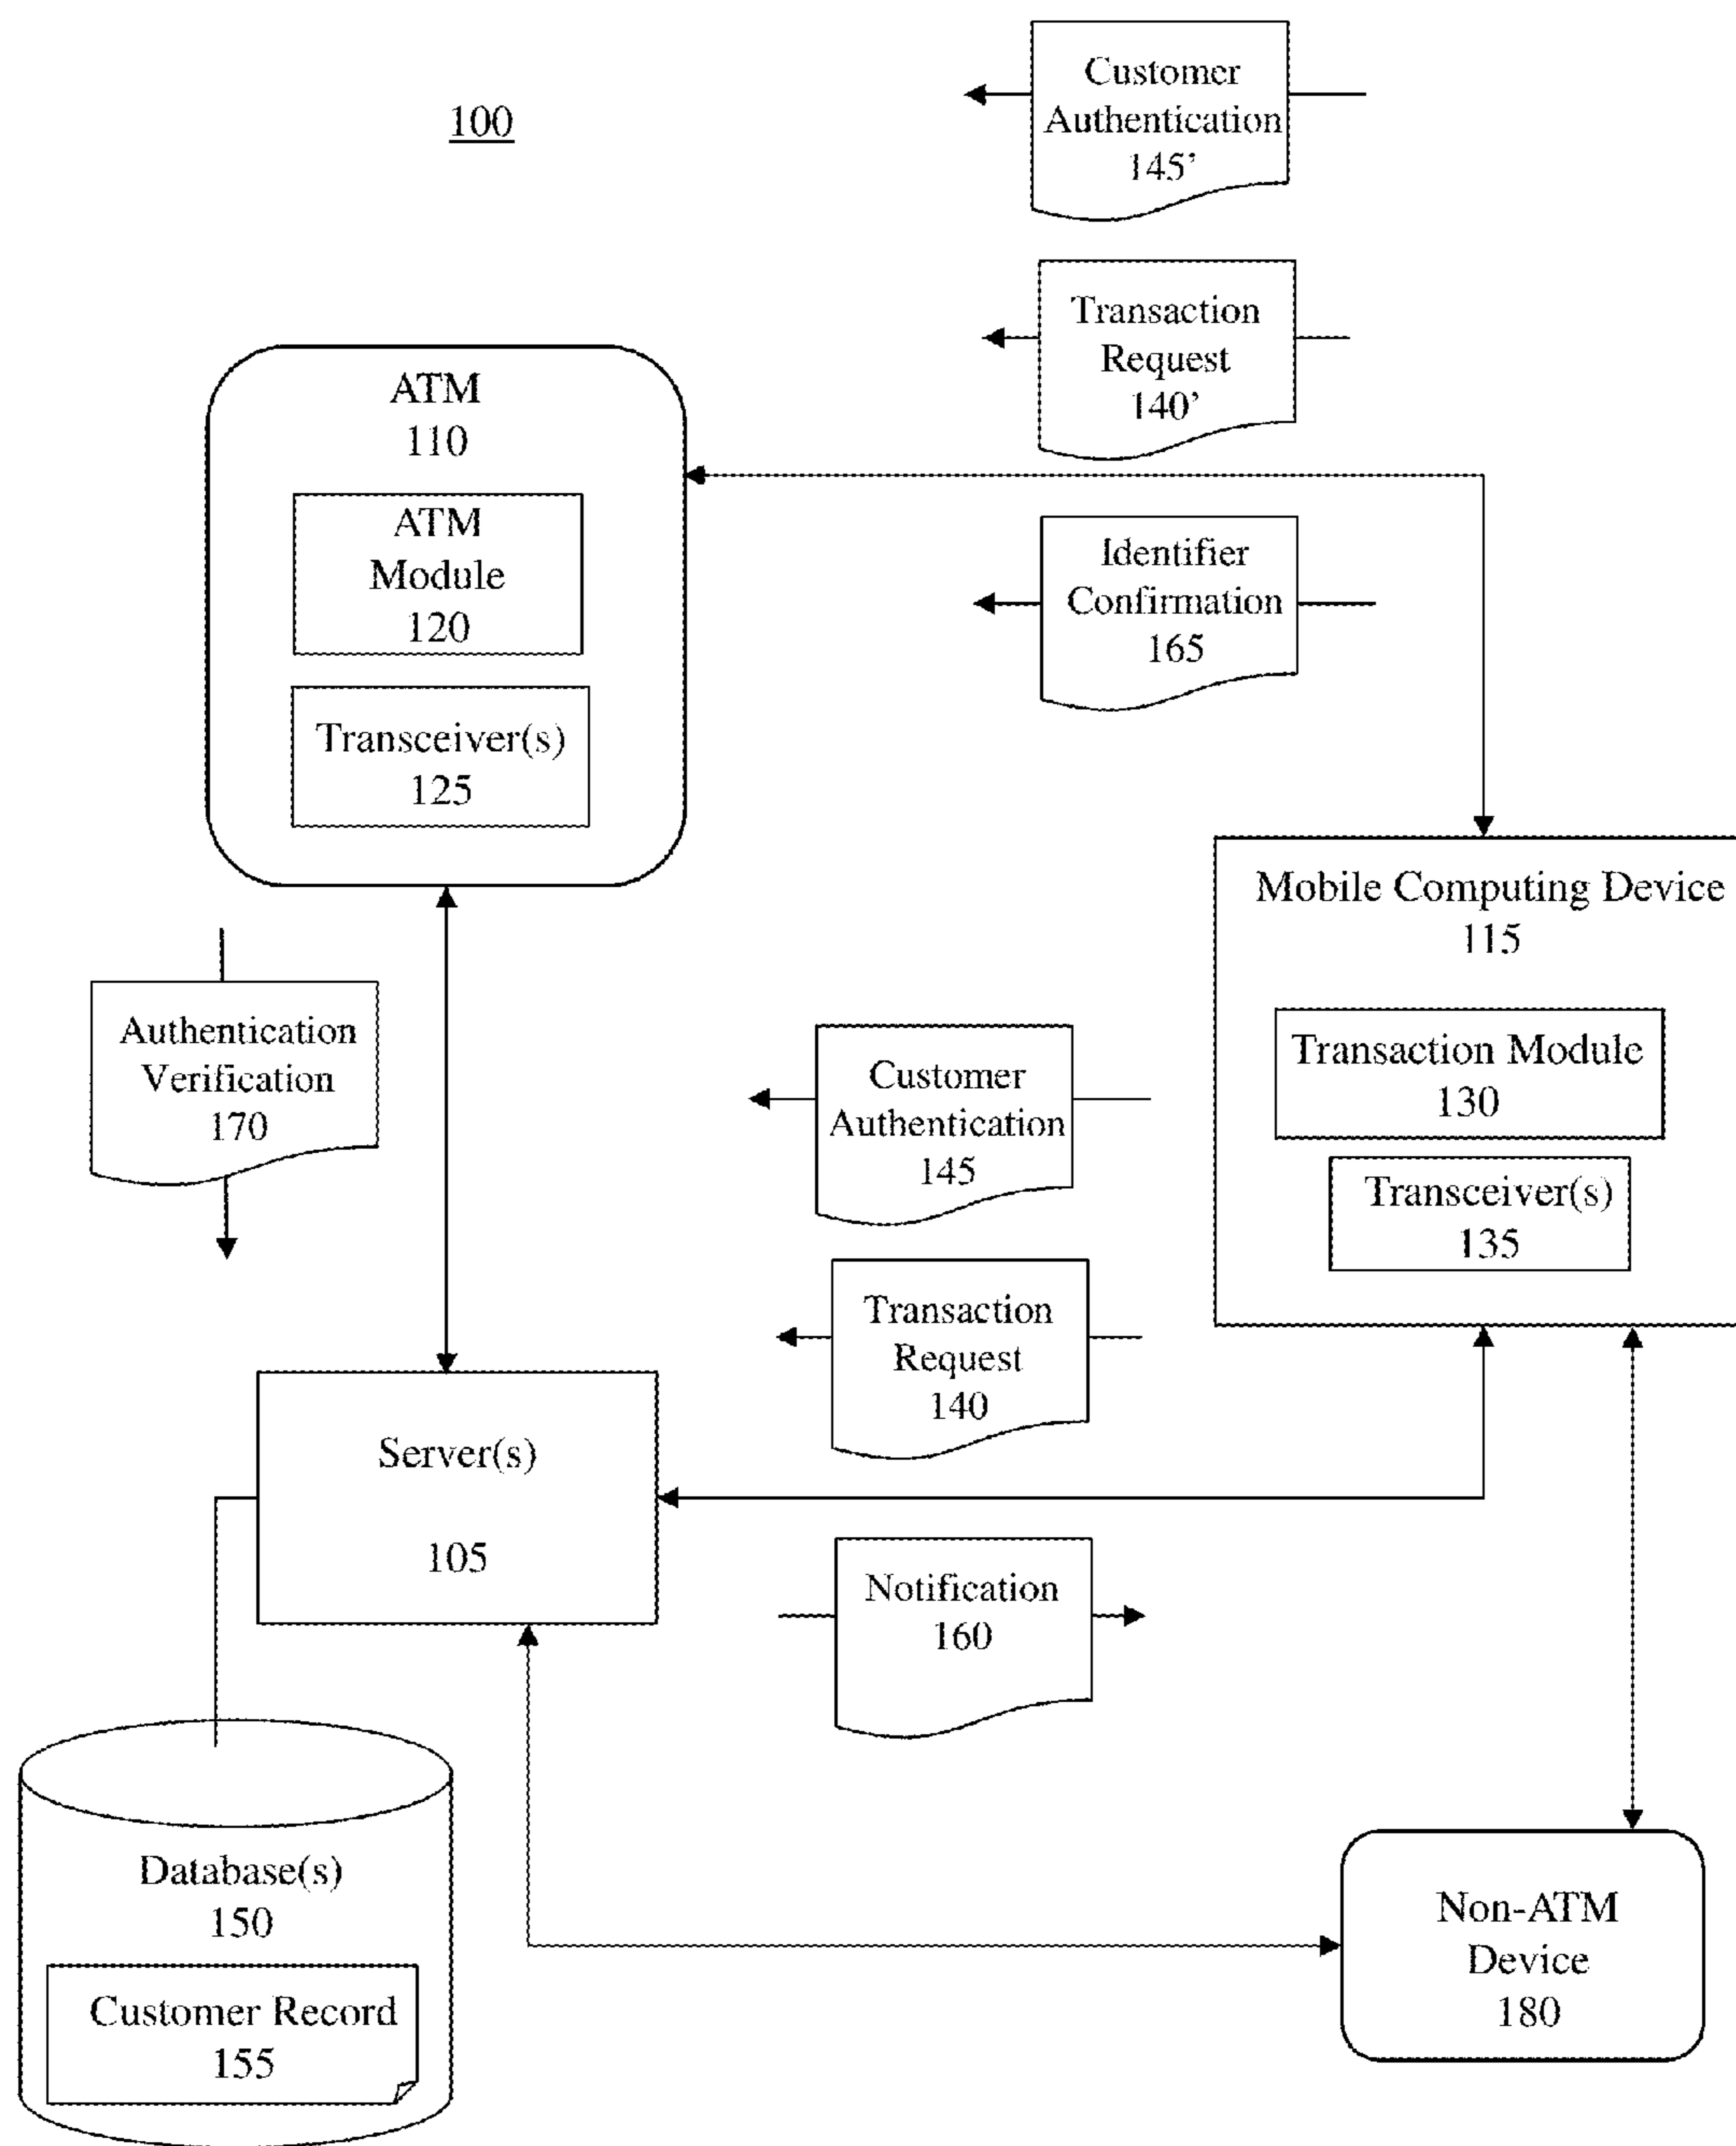 100
Customer
Authentication
145’
Transaction
Request
140’
ATM
110
ATM
Module
120
Transceiver(s)
125
Identifier
Confirmation
165
Mobile Computing Device
115
Transaction Module
130
Transceiver(s)
135
Authentication
Verification
170
Customer
Authentication
145
Transaction
Request
140
Server(s)
105
Notification
160
Database(s)
150
Customer Record
155
Non-ATM
Device
180